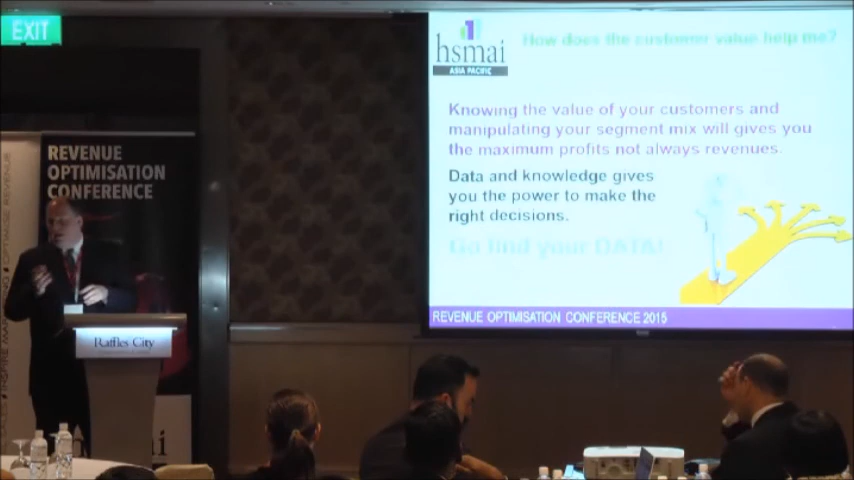 EXIT
hsmai
ASIA PACIFIC
How does the customer value help me?
Knowing the value of your customers and
manipulating your segment mix will gives you
the maximum profits not always revenues.
Data and knowledge gives
you the power to make the
right decisions.
Go find your DATA!
REVENUE OPTIMISATION CONFERENCE 2015
REVENUE
OPTIMISATION
CONFERENCE
Raffles City
OPTIMISE REVENUE